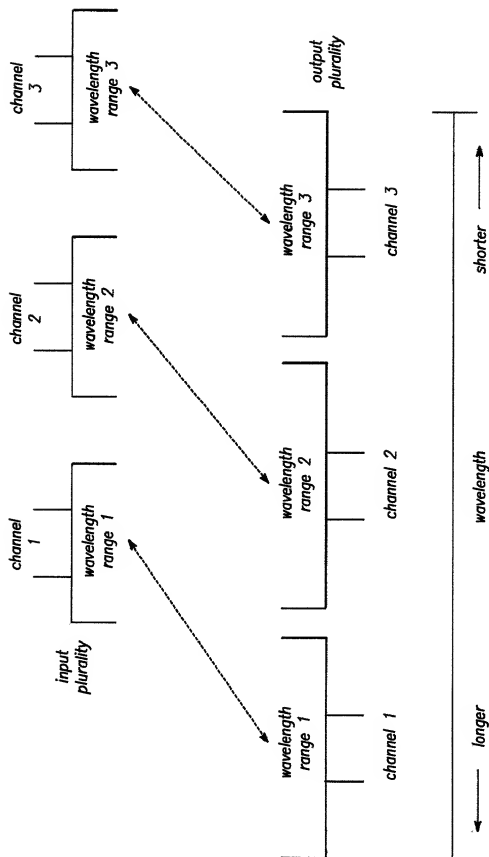 channel
1
channel
2
channel
3
input
plurality
wavelength
range 1
wavelength
range 2
wavelength
range 3
output
plurality
wavelength
range 1
wavelength
range 2
wavelength
range 3
channel 1
channel 2
channel 3
longer
wavelength
shorter